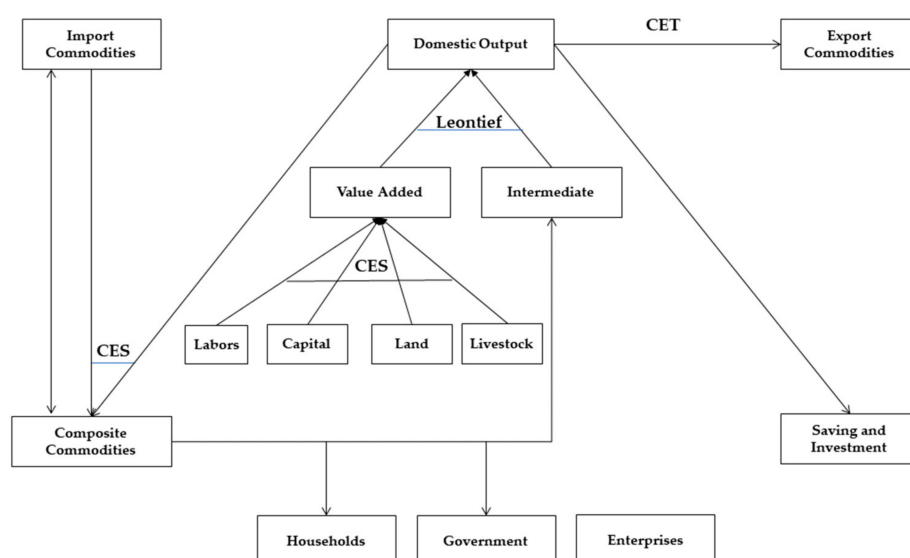 Import
Commodities
Domestic Output
CET
Export
Commodities
Leontief
Value Added
Intermediate
CES
Labors
Capital
Land
Livestock
CES
Composite
Commodities
Saving and
Investment
Households
Government
Enterprises